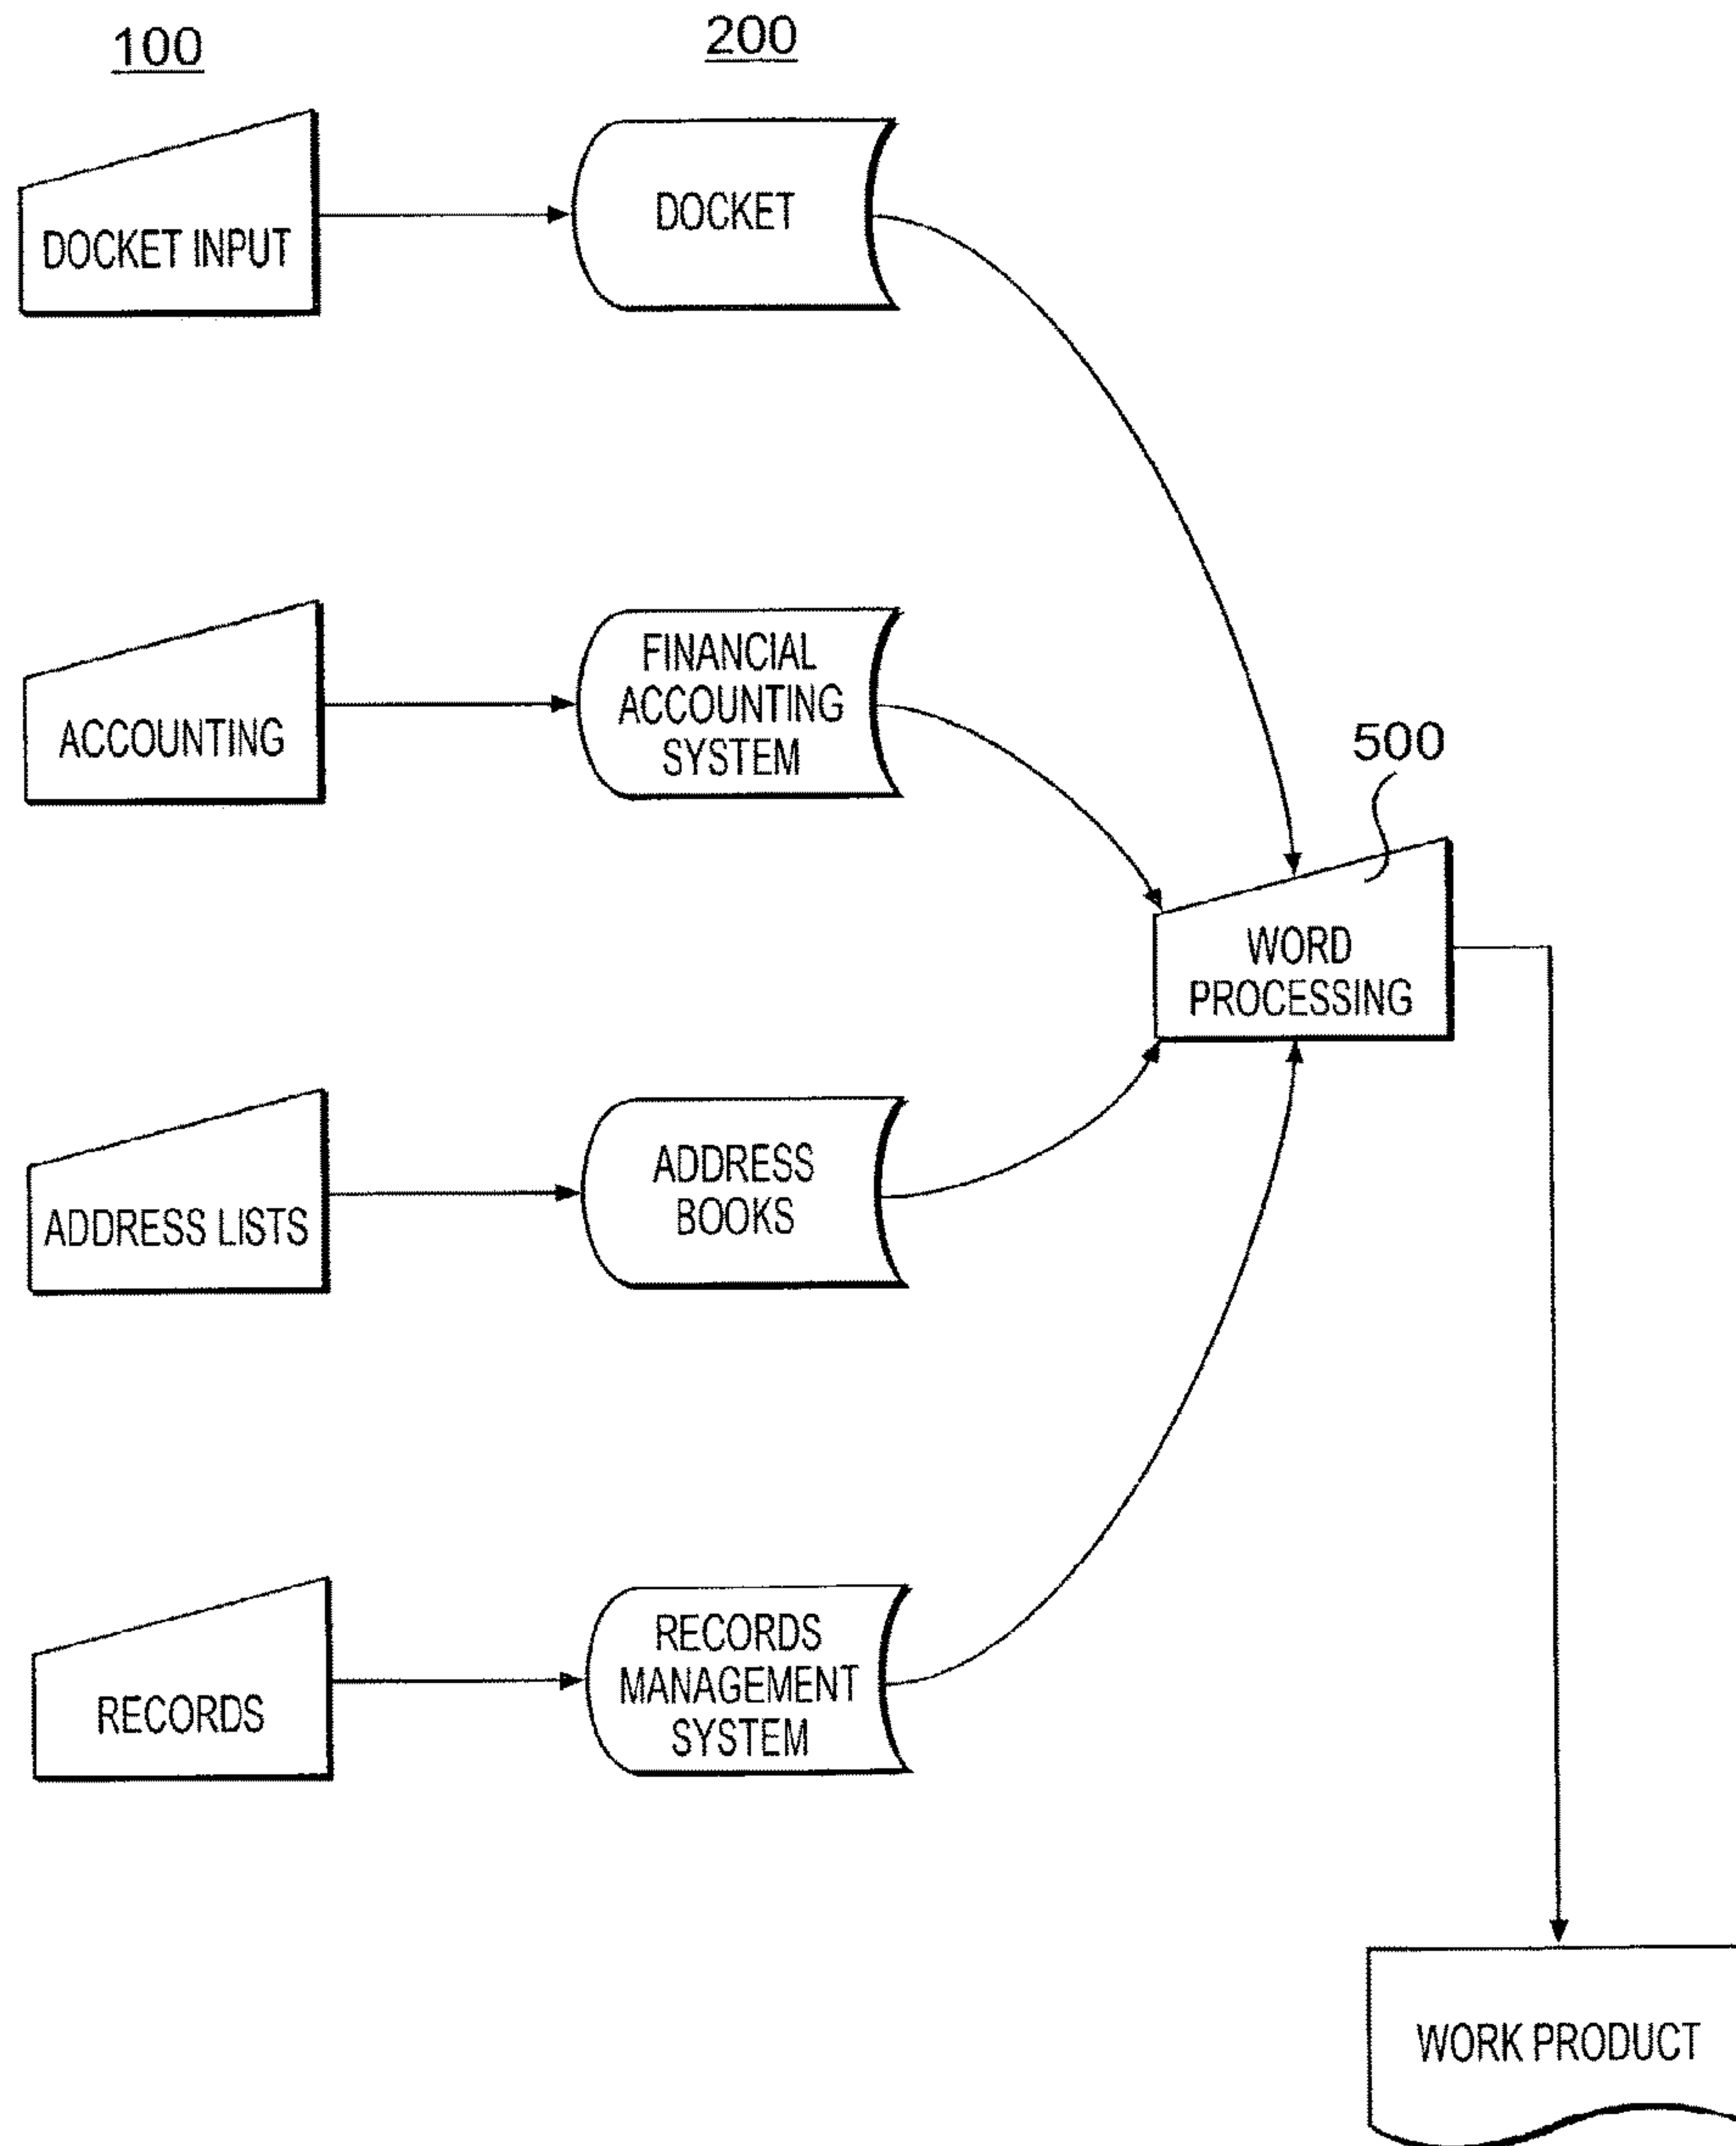 100
200
DOCKET INPUT
DOCKET
ACCOUNTING
FINANCIAL
ACCOUNTING
SYSTEM
500
WORD
PROCESSING
ADDRESS LISTS
ADDRESS
BOOKS
RECORDS
RECORDS
MANAGEMENT
SYSTEM
WORK PRODUCT